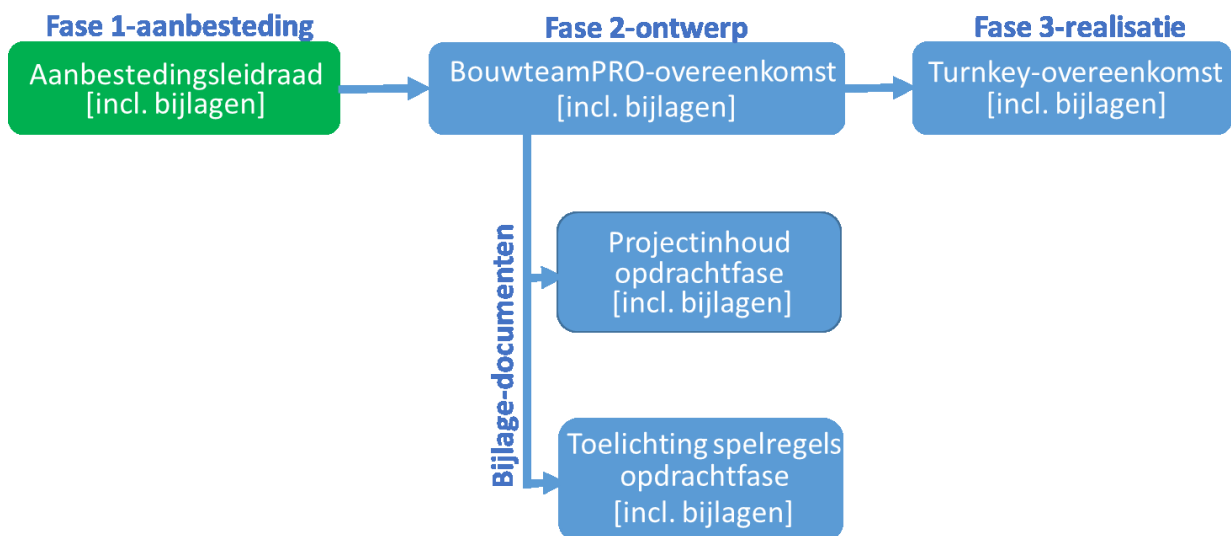 Fase 1-aanbesteding
Aanbestedingsleidraad
[incl. bijlagen]
Fase 2-ontwerp
BouwteamPRO-overeenkomst
[incl. bijlagen]
Fase 3-realisatie
Turnkey-overeenkomst
[incl. bijlagen]
Bijlage-documenten
Projectinhoud
opdrachtfase
[incl. bijlagen]
Toelichting spelregels
opdrachtfase
[incl. bijlagen]